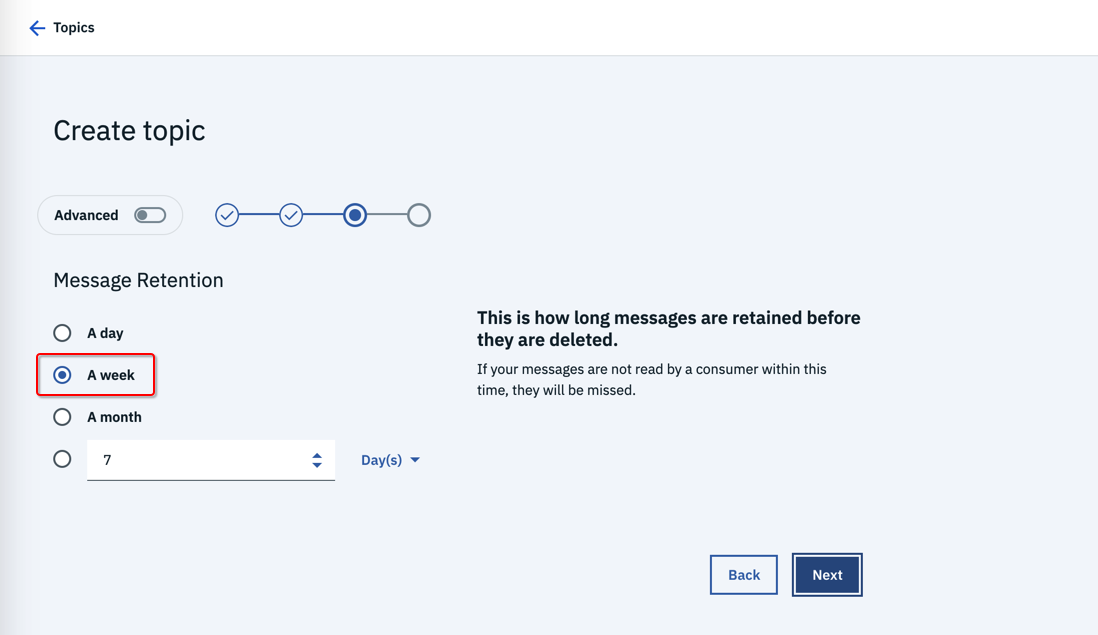 Topics
Create topic
Advanced
Message Retention
A day
A week
A month
7
Day(s)
This is how long messages are retained before
they are deleted.
If your messages are not read by a consumer within this
time, they will be missed.
Back
Next